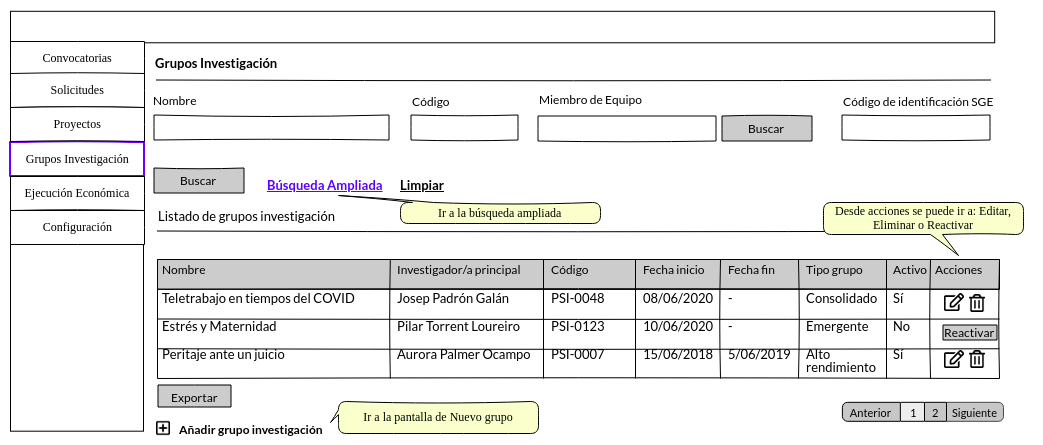 Convocatorias
Solicitudes
Proyectos
Grupos Investigación
Ejecución Económica
Configuración
Grupos Investigación
Nombre Código Miembro de Equipo Código de identificación SGE
Buscar
Buscar Búsqueda Ampliada Limpiar
Ir a la búsqueda ampliada
Listado de grupos investigación
Desde acciones se puede ir a: Editar,
Eliminar o Reactivar
Nombre Investigador/a principal Código Fecha inicio Fecha fin Tipo grupo Activo Acciones
Teletrabajo en tiempos del COVID Josep Padrón Galán PSI-0048 08/06/2020 - Consolidado Sí
Estrés y Maternidad Pilar Torrent Loureiro PSI-0123 10/06/2020 - Emergente No Reactivar
Peritaje ante un juicio Aurora Palmer Ocampo PSI-0007 15/06/2018 5/06/2019 Alto Sí
rendimiento
Exportar
Anterior 1 2 Siguiente
Ir a la pantalla de Nuevo grupo
Añadir grupo investigación